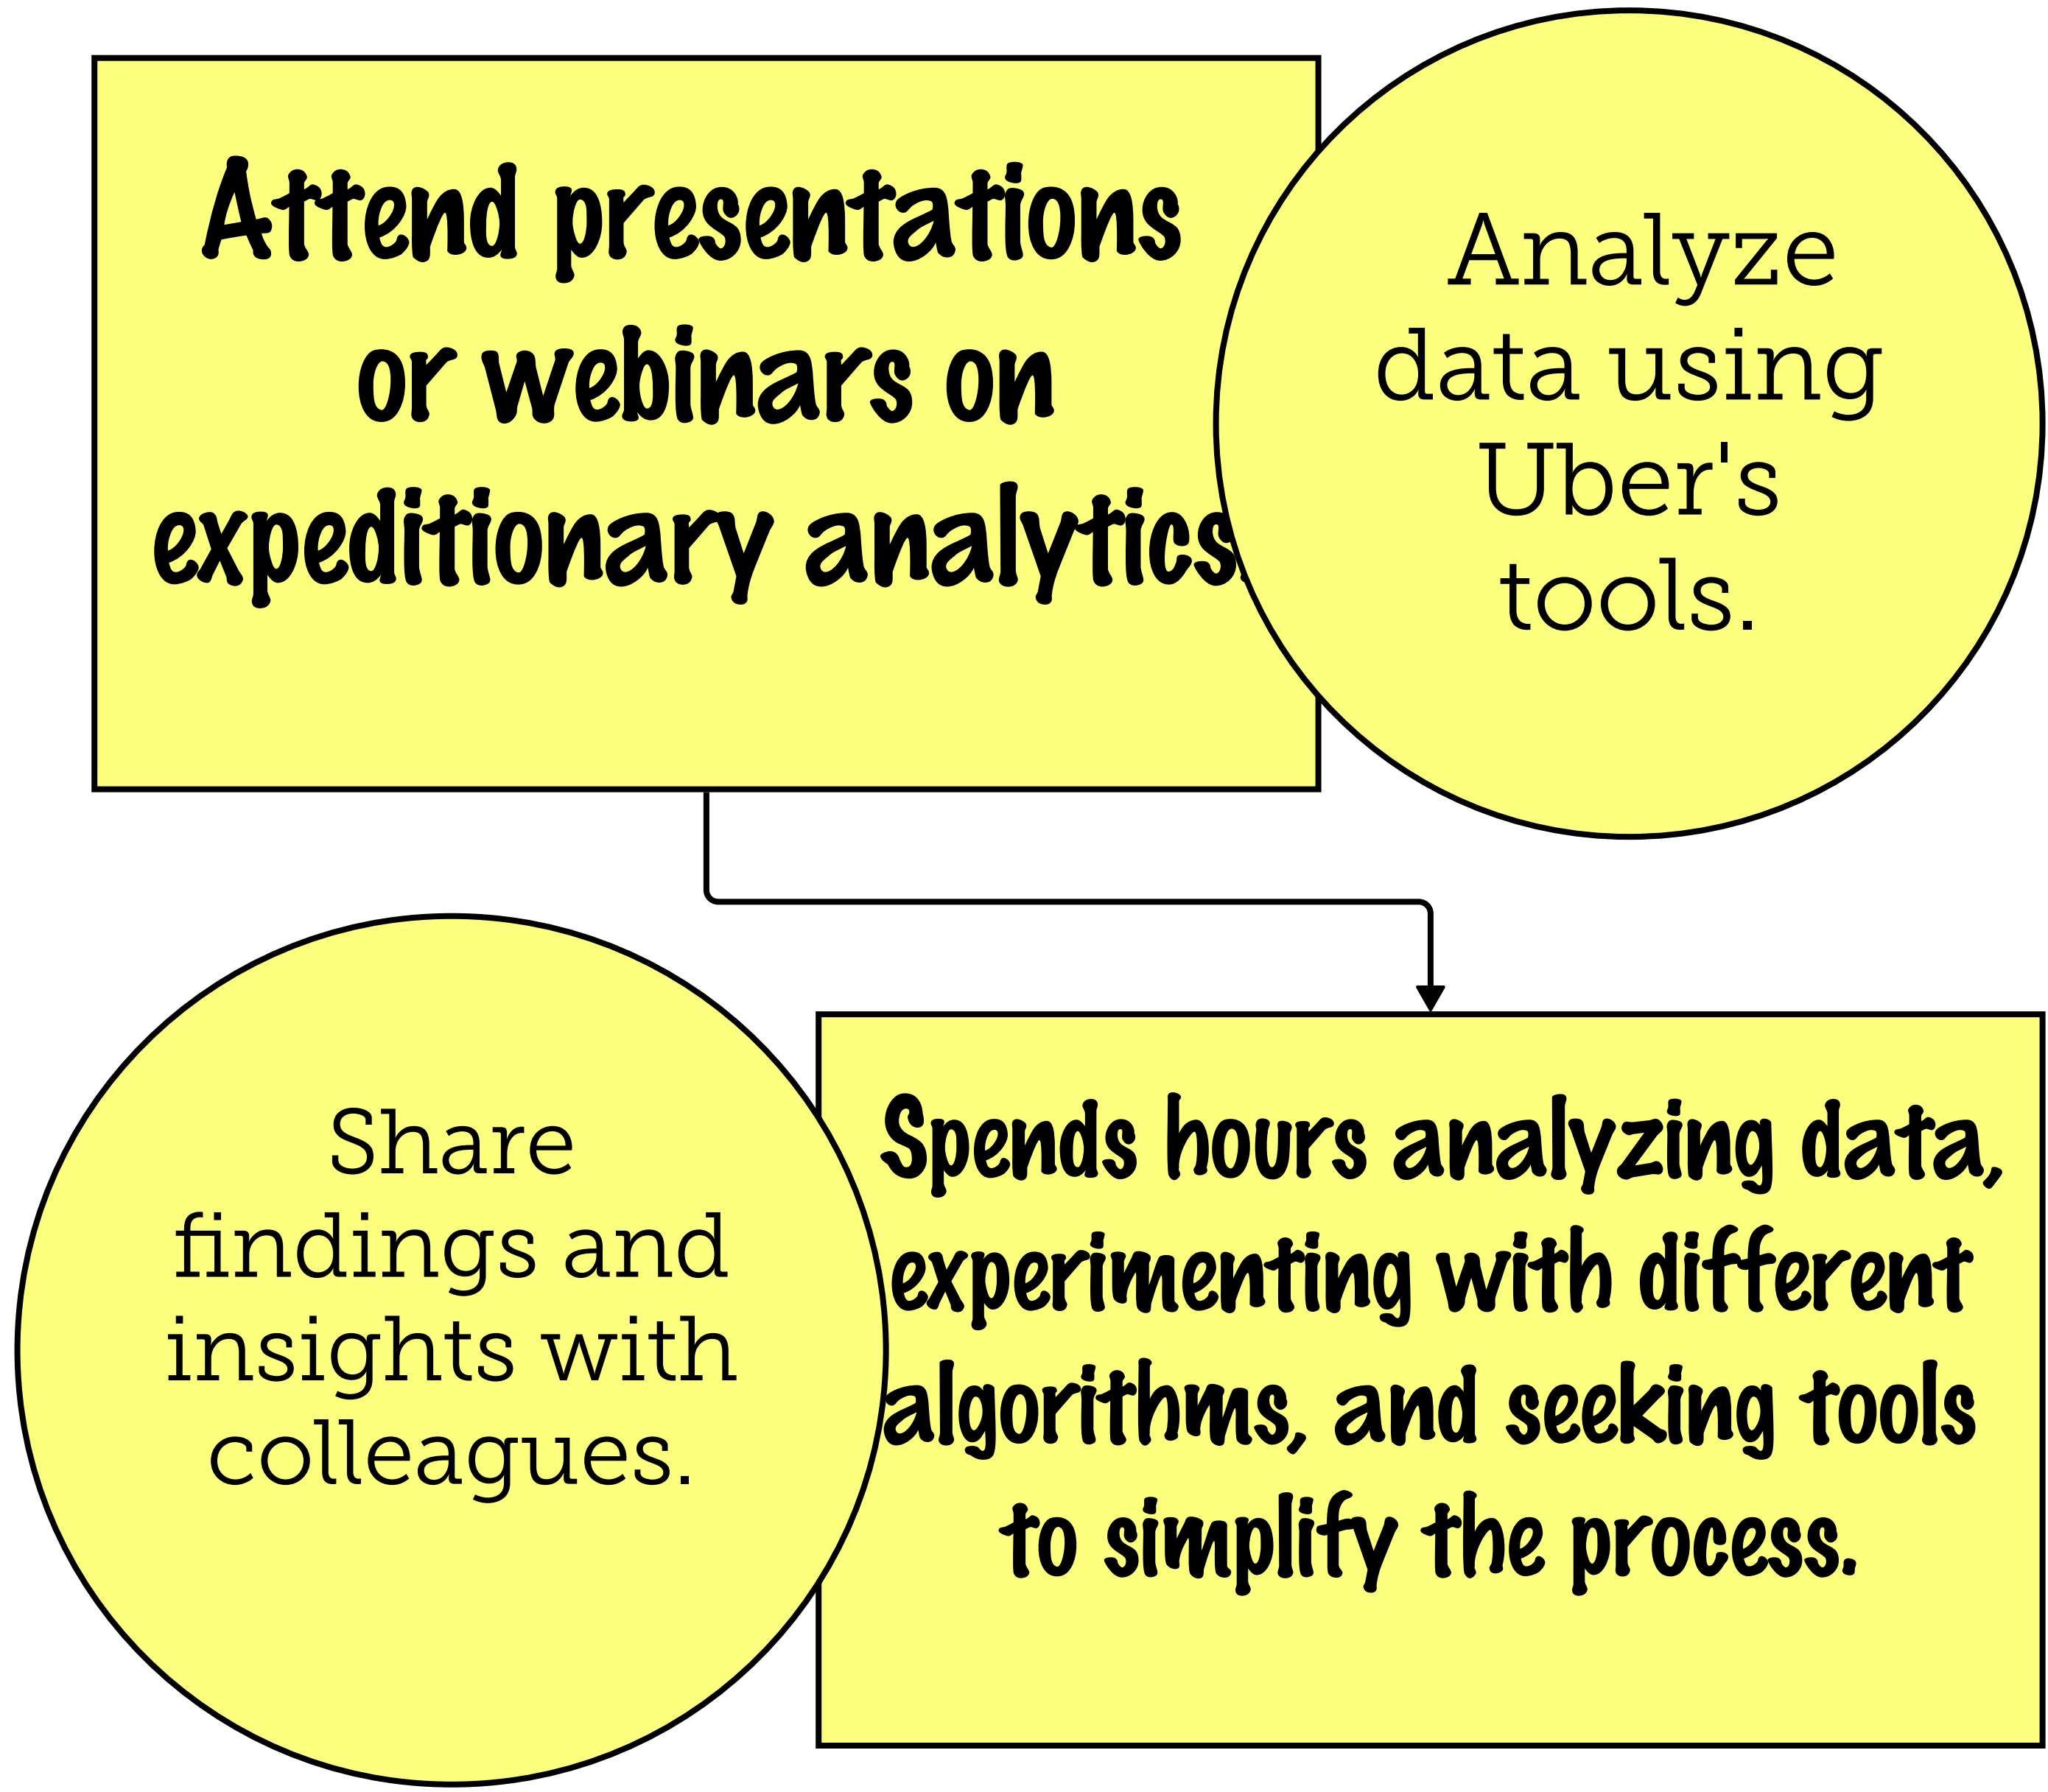 Attend presentations
or webinars on
expeditionary analytics.
Analyze
data using
Uber's
tools.
Share
findings and
insights with
colleagues.
Spends hours analyzing data,
experimenting with different
algorithms, and seeking tools
to simplify the process.